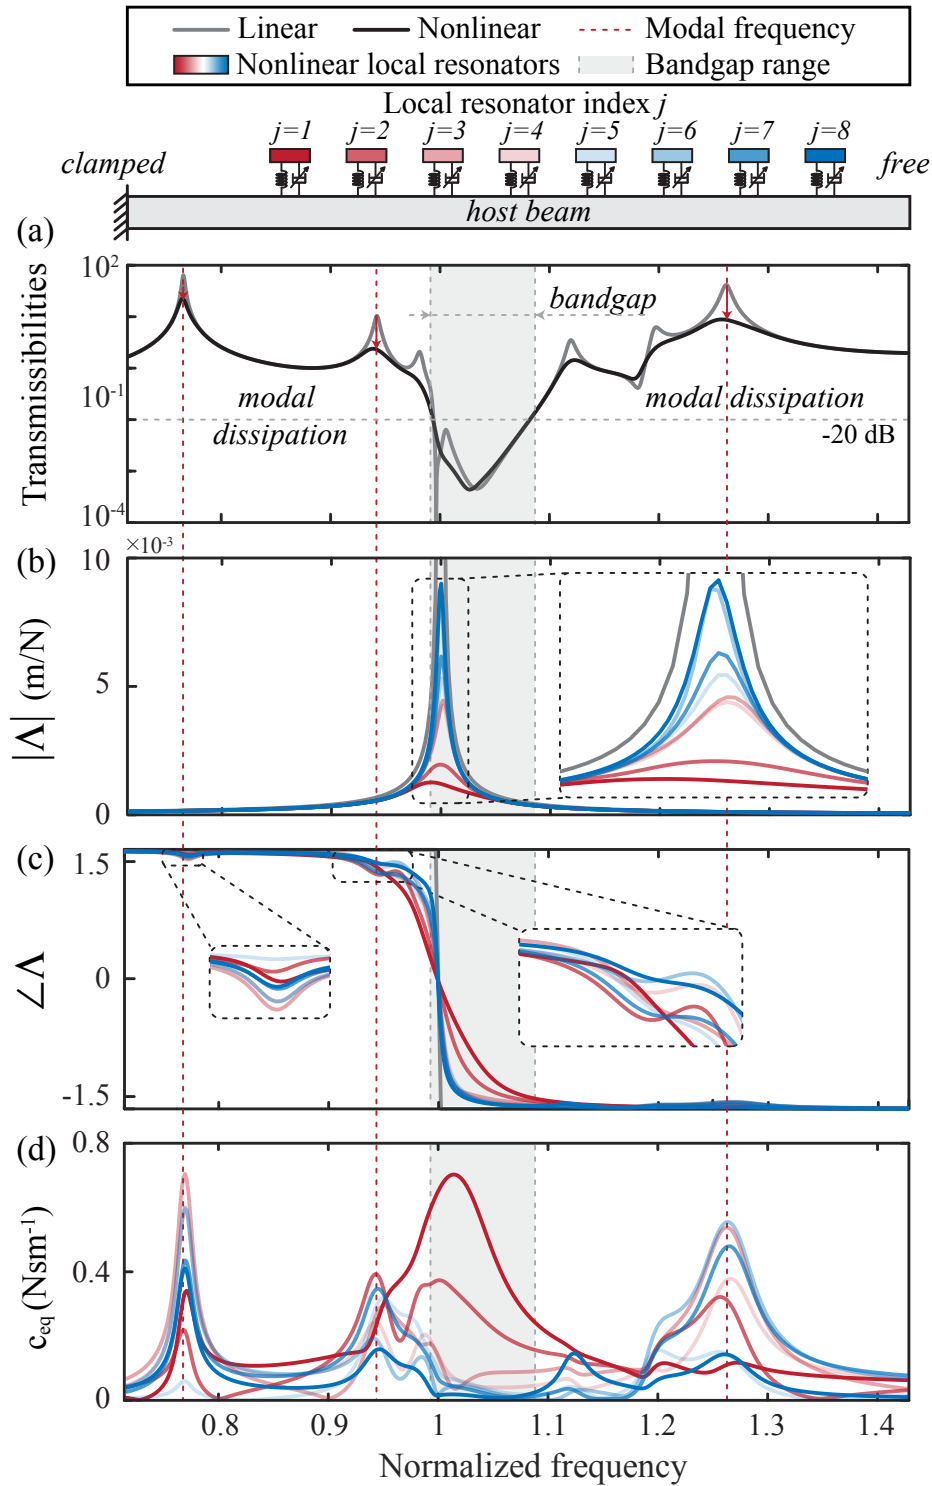 Linear Nonlinear Modal frequency
Nonlinear local resonators Bandgap range
Local resonator index j
j=1 j=2 j=3 j=4 j=5 j=6 j=7 j=8
clamped free
host beam
(a)
Transmissibilities
10²
10⁻¹
10⁻⁴
bandgap
modal
dissipation
modal dissipation
-20 dB
(b)
×10⁻³
|Λ| (m/N)
10
5
0
(c)
∠Λ
1.5
0
-1.5
(d)
c_eq (Nsm⁻¹)
0.8
0.4
0
0.8 0.9 1 1.1 1.2 1.3 1.4
Normalized frequency